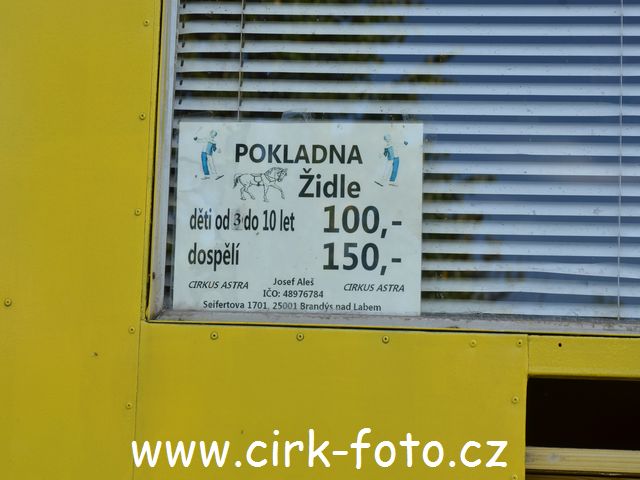 POKLADNA
Židle
děti od 3 do 10 let 100,-
dospělí 150,-
CIRKUS ASTRA Josef Aleš CIRKUS ASTRA
IČO: 48976784
Seifertova 1701, 25001 Brandýs nad Labem
www.cirk-foto.cz